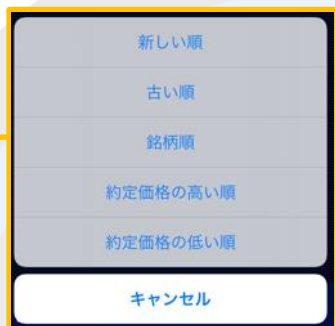 新しい順
古い順
銘柄順
約定価格の高い順
約定価格の低い順
キャンセル